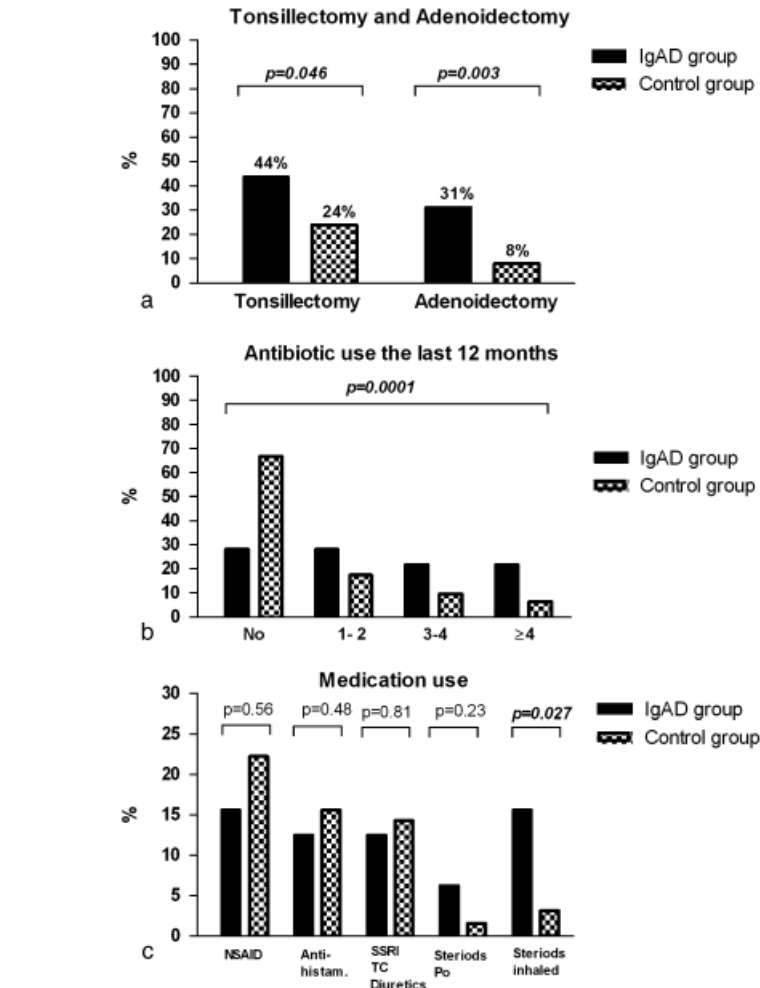 Tonsillectomy and Adenoidectomy
100
90
80
70
60
50
40
30
20
10
0
%
p=0.046
p=0.003
44%
24%
31%
8%
Tonsillectomy
Adenoidectomy
IgAD group
Control group
a
Antibiotic use the last 12 months
100
90
80
70
60
50
40
30
20
10
0
%
p=0.0001
No
1- 2
3-4
≥4
IgAD group
Control group
b
Medication use
30
25
20
15
10
5
0
%
p=0.56
p=0.48
p=0.81
p=0.23
p=0.027
NSAID
Anti-
histam.
SSRI
TC
Diuretics
Steriods
Po
Steriods
inhaled
IgAD group
Control group
c